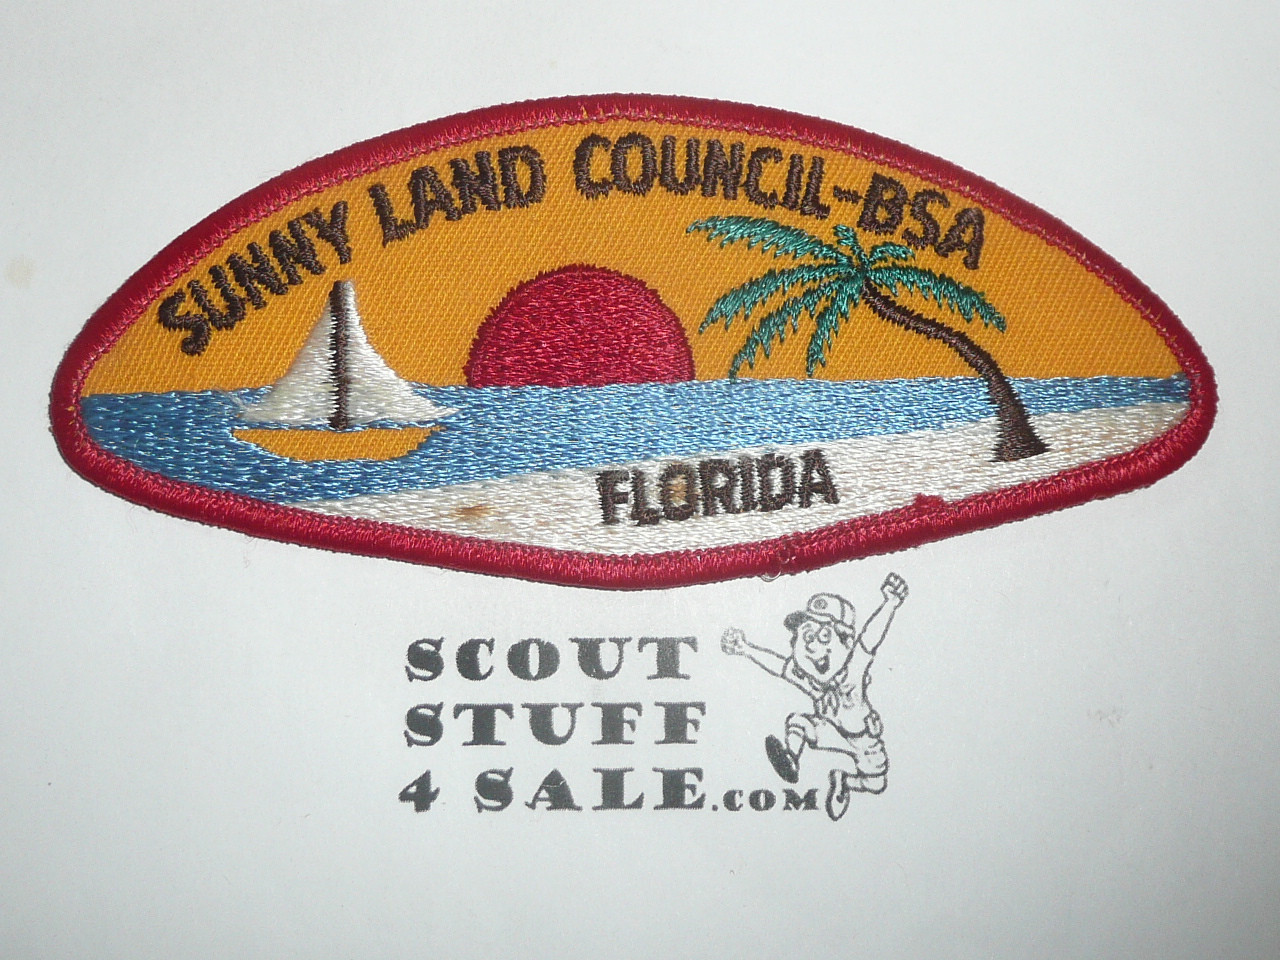 SUNNY LAND COUNCIL-BSA
FLORIDA
SCOUT
STUFF
4 SALE.COM